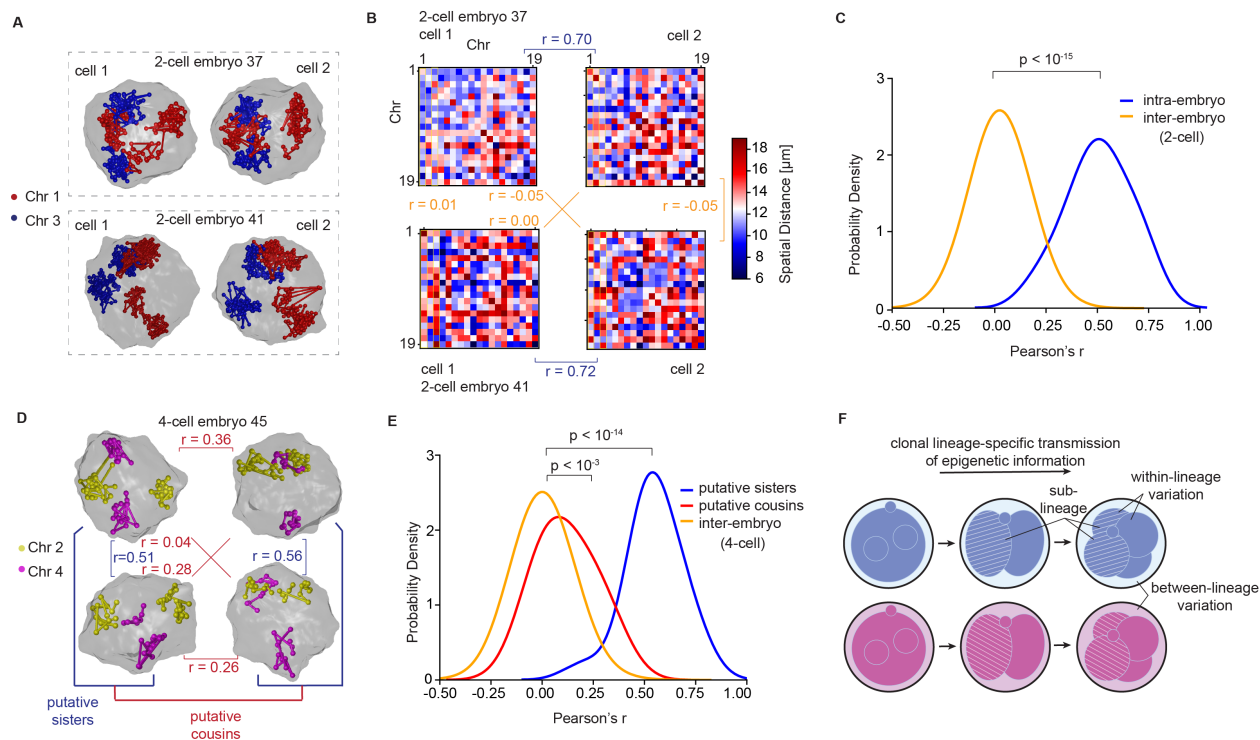 A
2-cell embryo 37
cell 1
cell 2
Chr 1
Chr 3
2-cell embryo 41
cell 1
cell 2
B
2-cell embryo 37
cell 1
Chr
r = 0.70
cell 2
1
19
1
19
Chr
1
19
r = 0.01
r = -0.05
r = 0.00
r = -0.05
1
19
cell 1
r = 0.72
cell 2
2-cell embryo 41
18
16
14
12
10
8
6
Spatial Distance [µm]
C
p < 10-15
intra-embryo
inter-embryo
(2-cell)
3
2
1
0
Probability Density
-0.50
-0.25
0.00
0.25
0.50
0.75
1.00
Pearson's r
D
4-cell embryo 45
r = 0.36
Chr 2
Chr 4
r=0.51
r = 0.04
r = 0.28
r = 0.56
r = 0.26
putative
sisters
putative
cousins
E
p < 10-14
p < 10-3
putative sisters
putative cousins
inter-embryo
(4-cell)
3
2
1
0
Probability Density
-0.50
-0.25
0.00
0.25
0.50
0.75
1.00
Pearson's r
F
clonal lineage-specific transmission
of epigenetic information
sub-
lineage
within-lineage
variation
between-lineage
variation